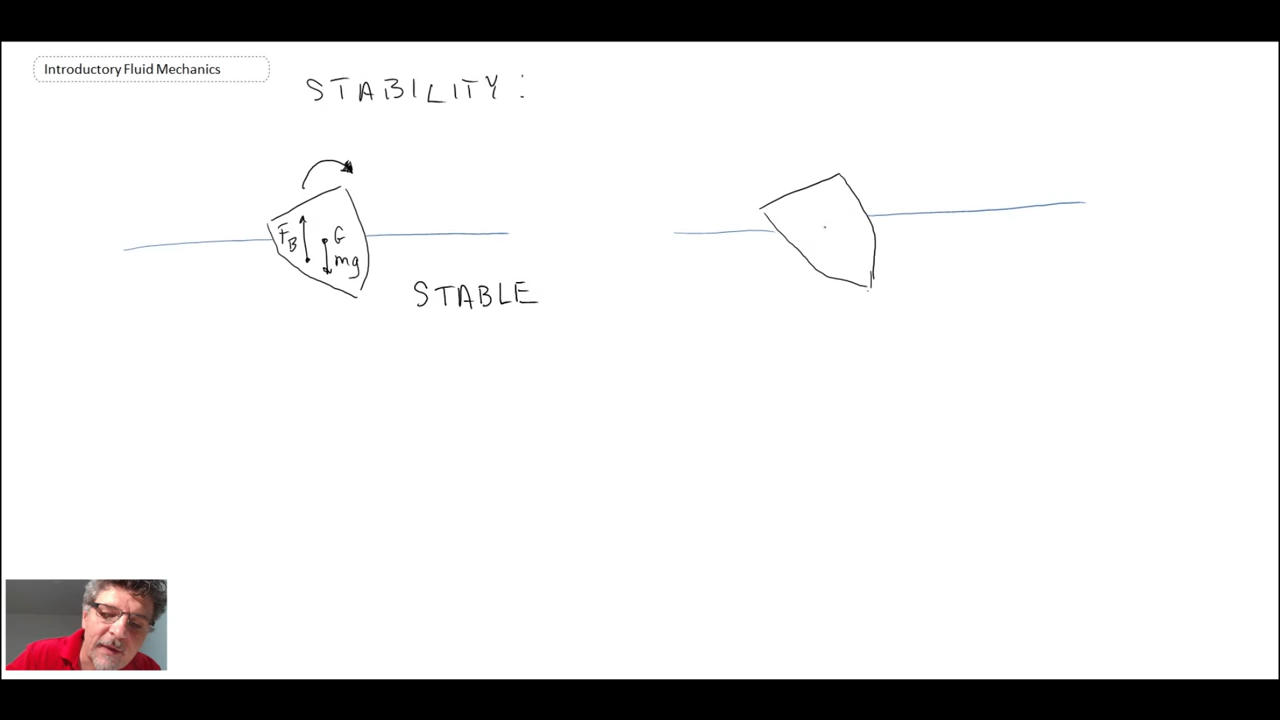 Introductory Fluid Mechanics
STABILITY:
F_B G
mg
STABLE